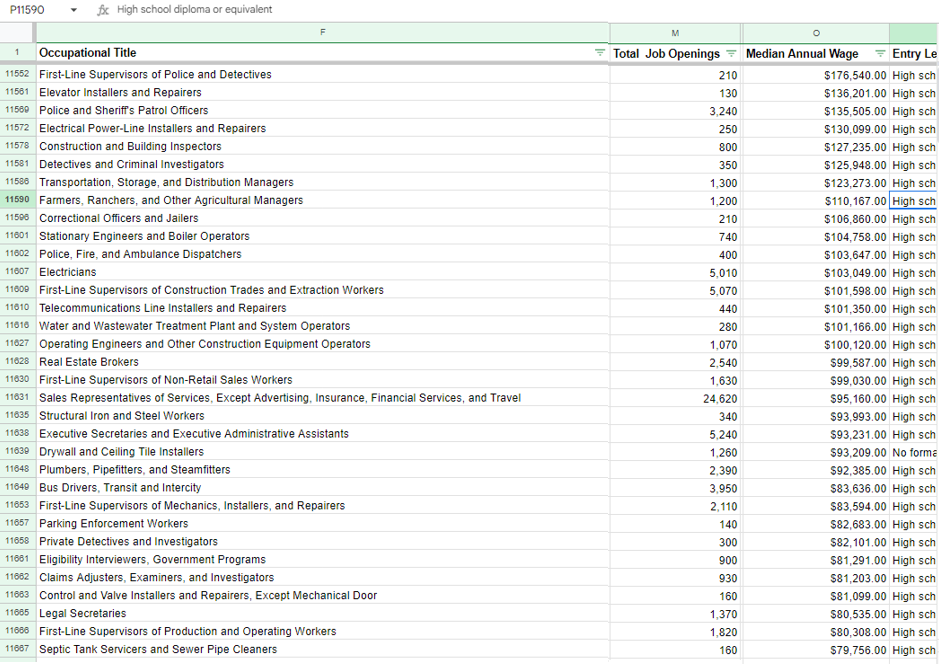 P11590 fx High school diploma or equivalent
F M O
1 Occupational Title Total Job Openings Median Annual Wage Entry Le
11552 First-Line Supervisors of Police and Detectives 210 $176,540.00 High sch
11561 Elevator Installers and Repairers 130 $136,201.00 High sch
11569 Police and Sheriff's Patrol Officers 3,240 $135,505.00 High sch
11572 Electrical Power-Line Installers and Repairers 250 $130,099.00 High sch
11578 Construction and Building Inspectors 800 $127,235.00 High sch
11581 Detectives and Criminal Investigators 350 $125,948.00 High sch
11586 Transportation, Storage, and Distribution Managers 1,300 $123,273.00 High sch
11590 Farmers, Ranchers, and Other Agricultural Managers 1,200 $110,167.00 High sch
11596 Correctional Officers and Jailers 210 $106,860.00 High sch
11601 Stationary Engineers and Boiler Operators 740 $104,758.00 High sch
11602 Police, Fire, and Ambulance Dispatchers 400 $103,647.00 High sch
11607 Electricians 5,010 $103,049.00 High sch
11609 First-Line Supervisors of Construction Trades and Extraction Workers 5,070 $101,598.00 High sch
11610 Telecommunications Line Installers and Repairers 440 $101,350.00 High sch
11616 Water and Wastewater Treatment Plant and System Operators 280 $101,166.00 High sch
11627 Operating Engineers and Other Construction Equipment Operators 1,070 $100,120.00 High sch
11628 Real Estate Brokers 2,540 $99,587.00 High sch
11630 First-Line Supervisors of Non-Retail Sales Workers 1,630 $99,030.00 High sch
11631 Sales Representatives of Services, Except Advertising, Insurance, Financial Services, and Travel 24,620 $95,160.00 High sch
11635 Structural Iron and Steel Workers 340 $93,993.00 High sch
11638 Executive Secretaries and Executive Administrative Assistants 5,240 $93,231.00 High sch
11639 Drywall and Ceiling Tile Installers 1,260 $93,209.00 No forma
11648 Plumbers, Pipefitters, and Steamfitters 2,390 $92,385.00 High sch
11649 Bus Drivers, Transit and Intercity 3,950 $83,636.00 High sch
11653 First-Line Supervisors of Mechanics, Installers, and Repairers 2,110 $83,594.00 High sch
11657 Parking Enforcement Workers 140 $82,683.00 High sch
11658 Private Detectives and Investigators 300 $82,101.00 High sch
11661 Eligibility Interviewers, Government Programs 900 $81,291.00 High sch
11662 Claims Adjusters, Examiners, and Investigators 930 $81,203.00 High sch
11663 Control and Valve Installers and Repairers, Except Mechanical Door 160 $81,099.00 High sch
11665 Legal Secretaries 1,370 $80,535.00 High sch
11666 First-Line Supervisors of Production and Operating Workers 1,820 $80,308.00 High sch
11667 Septic Tank Servicers and Sewer Pipe Cleaners 160 $79,756.00 High sch